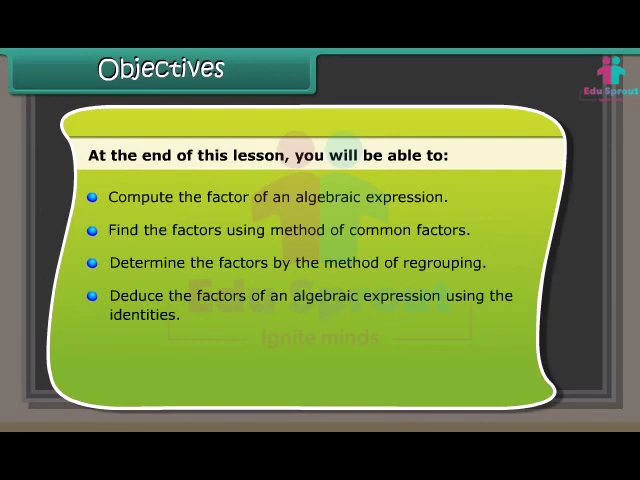 Objectives
Edu Sprout
At the end of this lesson, you will be able to:
Compute the factor of an algebraic expression.
Find the factors using method of common factors.
Determine the factors by the method of regrouping.
Deduce the factors of an algebraic expression using the
identities.
Edu Sprout
Ignite minds